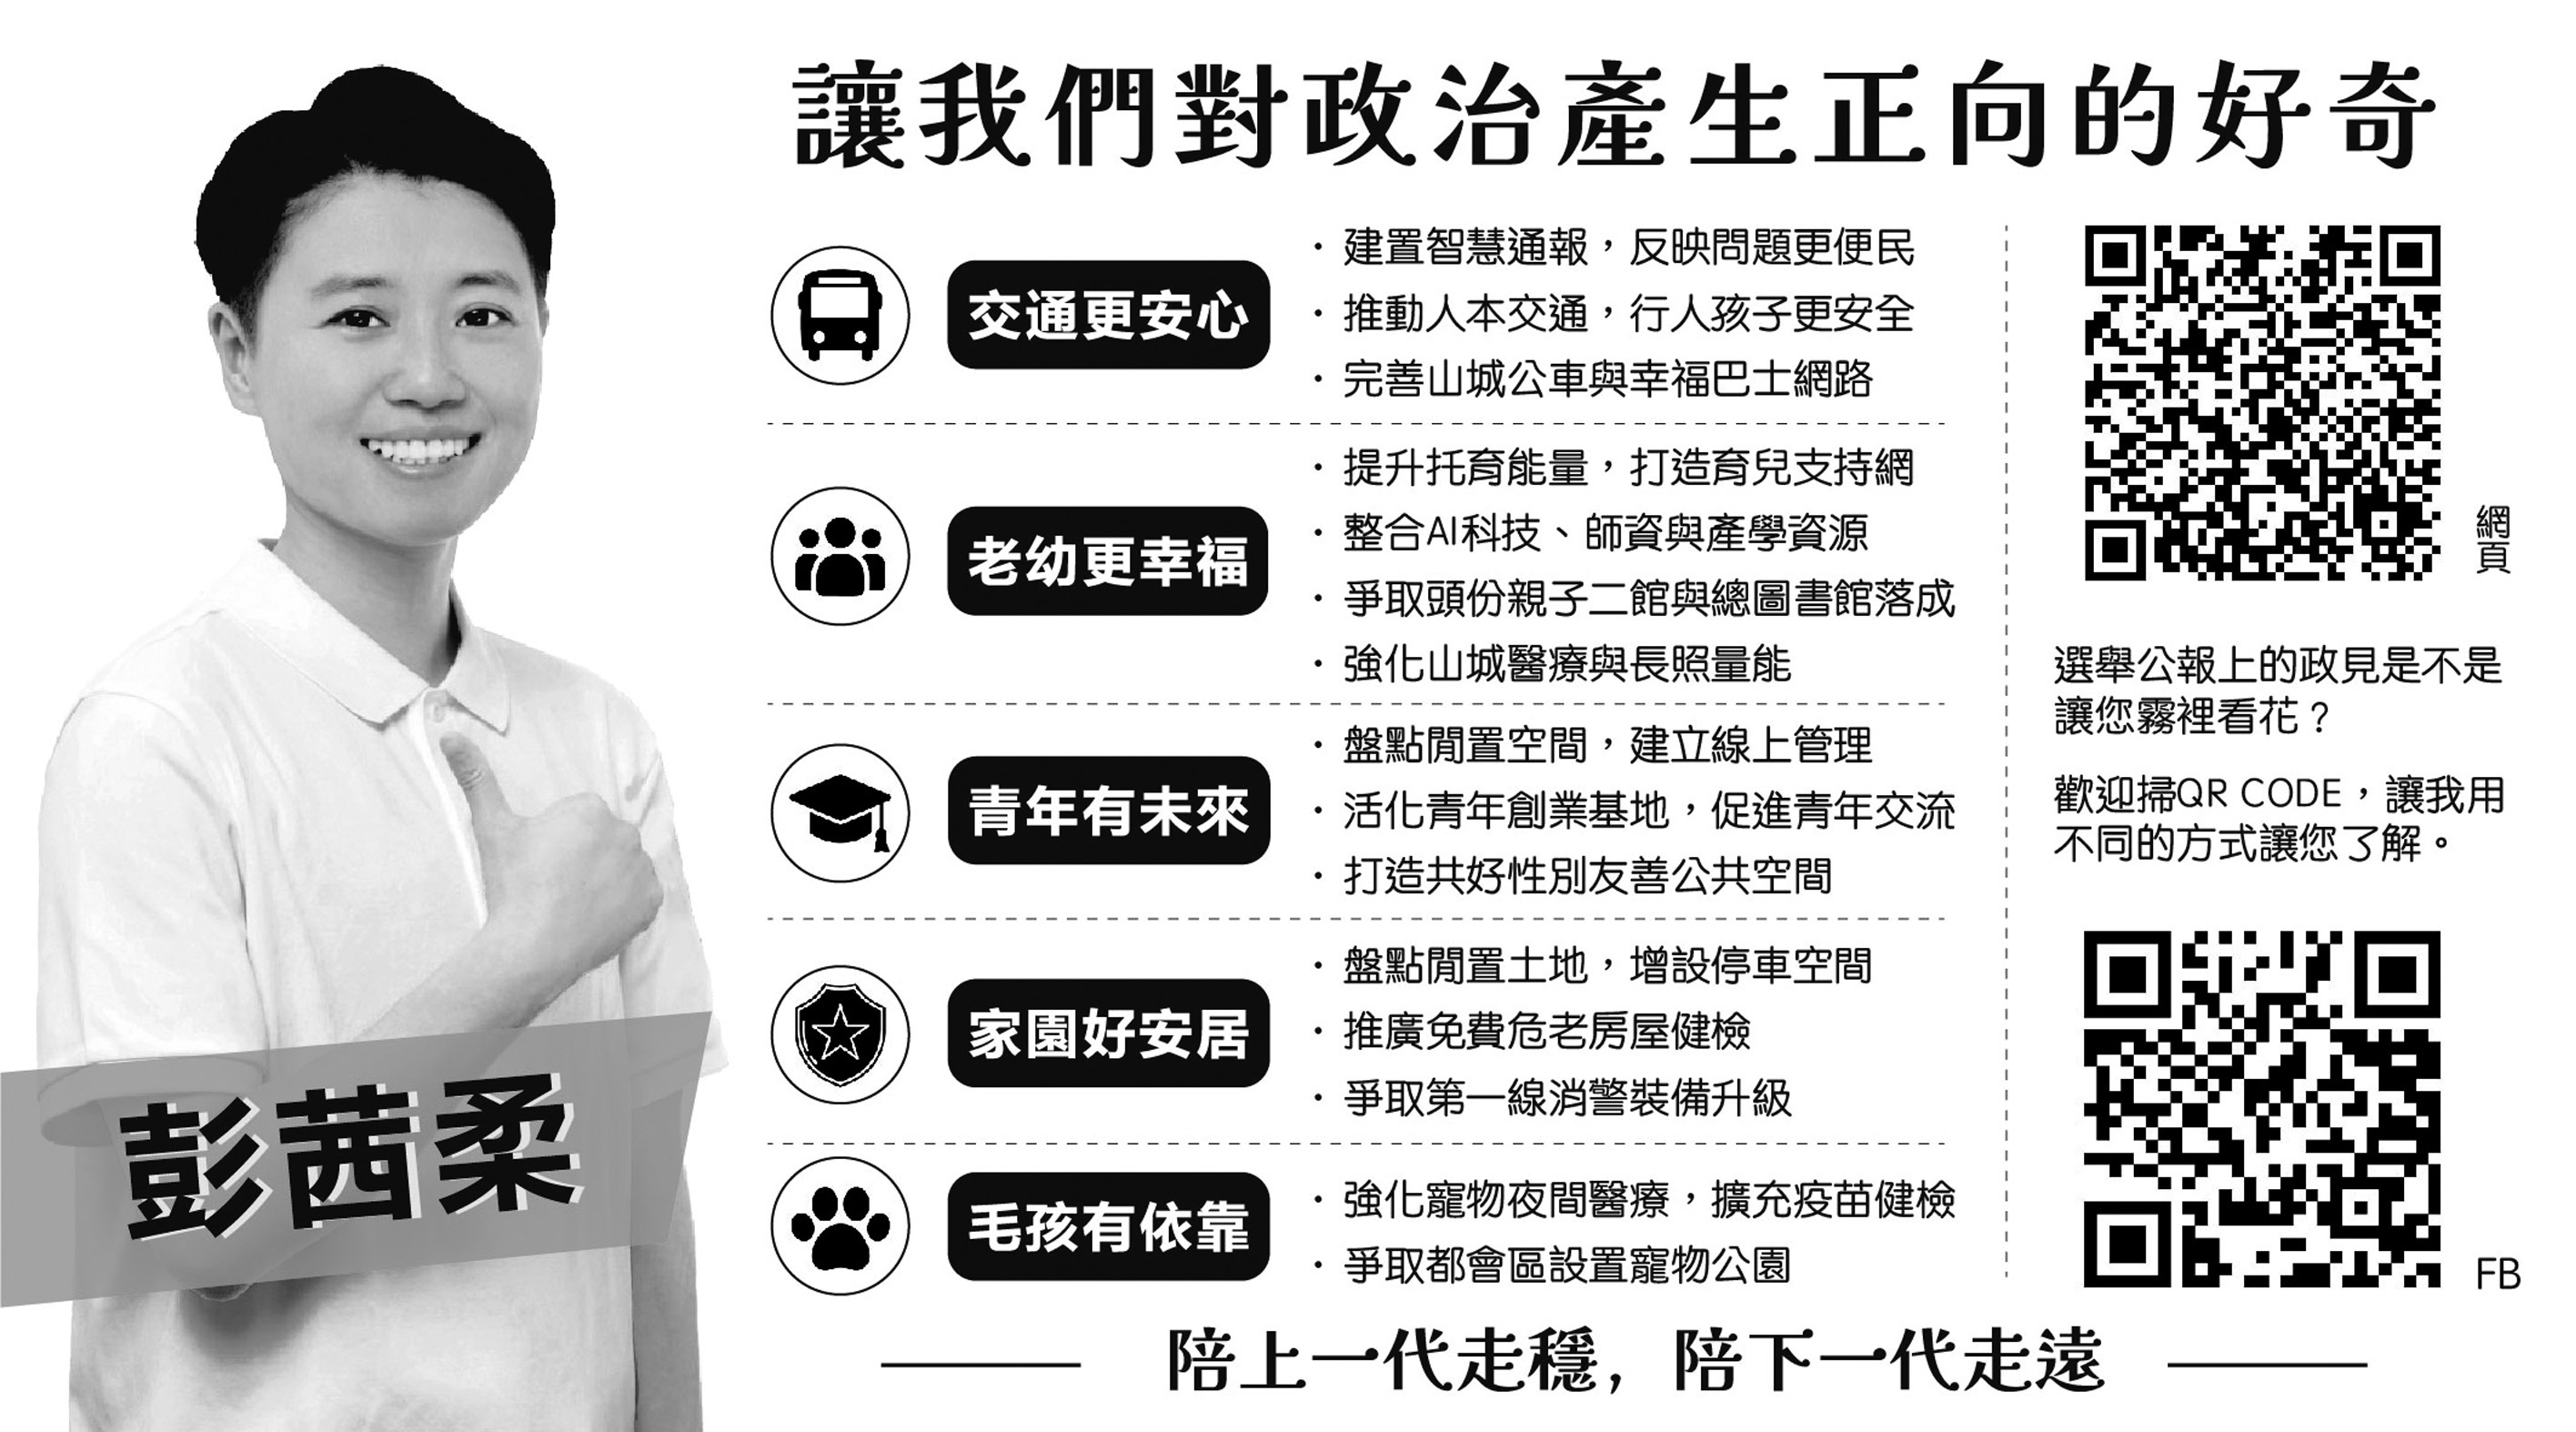 讓我們對政治產生正向的好奇
交通更安心
・建置智慧通報，反映問題更便民
・推動人本交通，行人孩子更安全
・完善山城公車與幸福巴士網路
老幼更幸福
・提升托育能量，打造育兒支持網
・整合AI科技、師資與產學資源
・爭取頭份親子二館與總圖書館落成
・強化山城醫療與長照量能
青年有未來
・盤點閒置空間，建立線上管理
・活化青年創業基地，促進青年交流
・打造共好性別友善公共空間
家園好安居
・盤點閒置土地，增設停車空間
・推廣免費危老房屋健檢
・爭取第一線消警裝備升級
毛孩有依靠
・強化寵物夜間醫療，擴充疫苗健檢
・爭取都會區設置寵物公園
網頁
選舉公報上的政見是不是
讓您霧裡看花？
歡迎掃QR CODE，讓我用
不同的方式讓您了解。
FB
彭茜柔
陪上一代走穩，陪下一代走遠